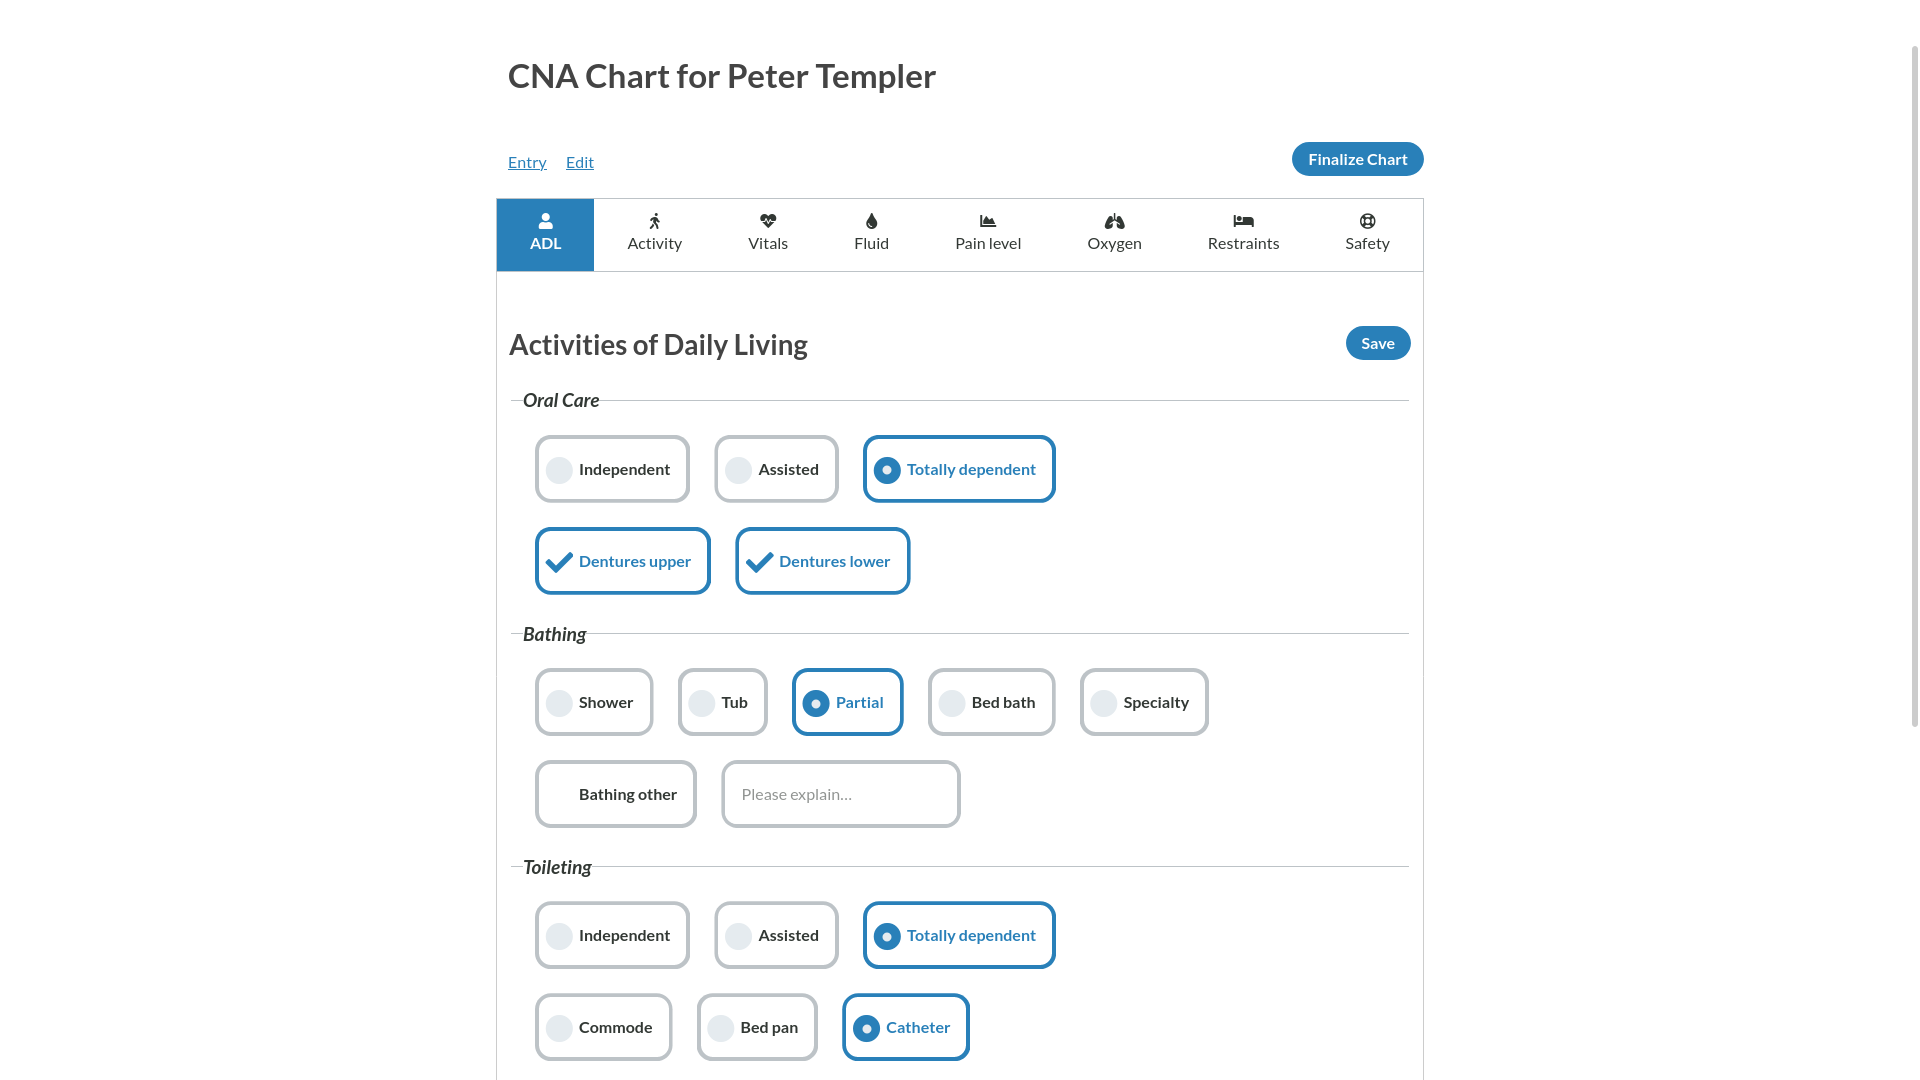 CNA Chart for Peter Templer
Entry Edit Finalize Chart
ADL Activity Vitals Fluid Pain level Oxygen Restraints Safety
Activities of Daily Living Save
Oral Care
Independent Assisted Totally dependent
Dentures upper Dentures lower
Bathing
Shower Tub Partial Bed bath Specialty
Bathing other Please explain...
Toileting
Independent Assisted Totally dependent
Commode Bed pan Catheter